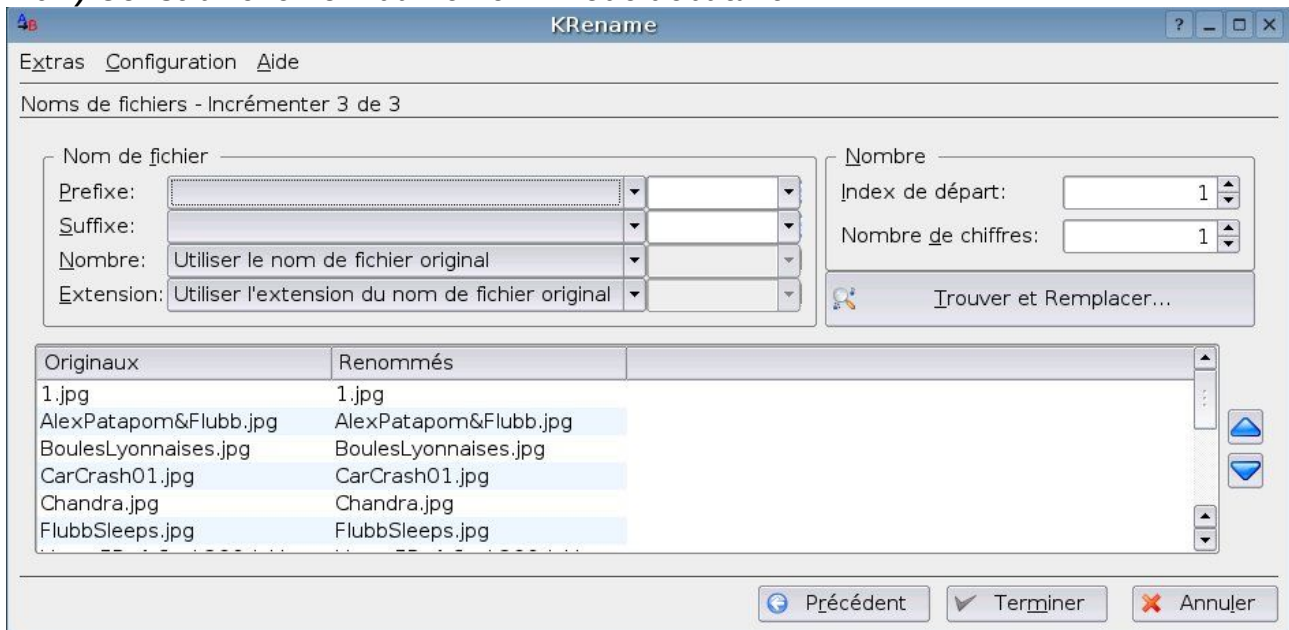 KRename
Extras Configuration Aide
Noms de fichiers - Incrémenter 3 de 3
Nom de fichier
Prefixe:
Suffixe:
Nombre: Utiliser le nom de fichier original
Extension: Utiliser l'extension du nom de fichier original
Nombre
Index de départ: 1
Nombre de chiffres: 1
Trouver et Remplacer...
Originaux Renommés
1.jpg 1.jpg
AlexPatapom&Flubb.jpg AlexPatapom&Flubb.jpg
BoulesLyonnaises.jpg BoulesLyonnaises.jpg
CarCrash01.jpg CarCrash01.jpg
Chandra.jpg Chandra.jpg
FlubbSleeps.jpg FlubbSleeps.jpg
Précédent Terminer Annuler